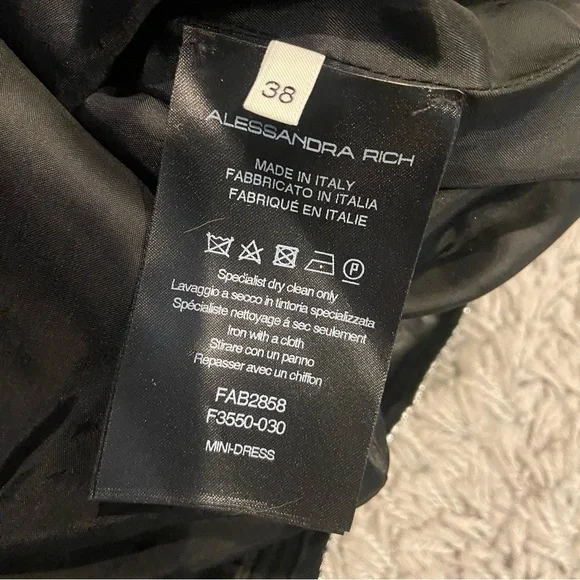 38
ALESSANDRA RICH
MADE IN ITALY
FABBRICATO IN ITALIA
FABRIQUÉ EN ITALIE
P
Specialist dry clean only
Lavaggio a secco in tintoria specializzata
Spécialiste nettoyage á sec seulement
Iron with a cloth
Stirare con un panno
Repasser avec un chiffon
FAB2858
F3550-030
MINI-DRESS